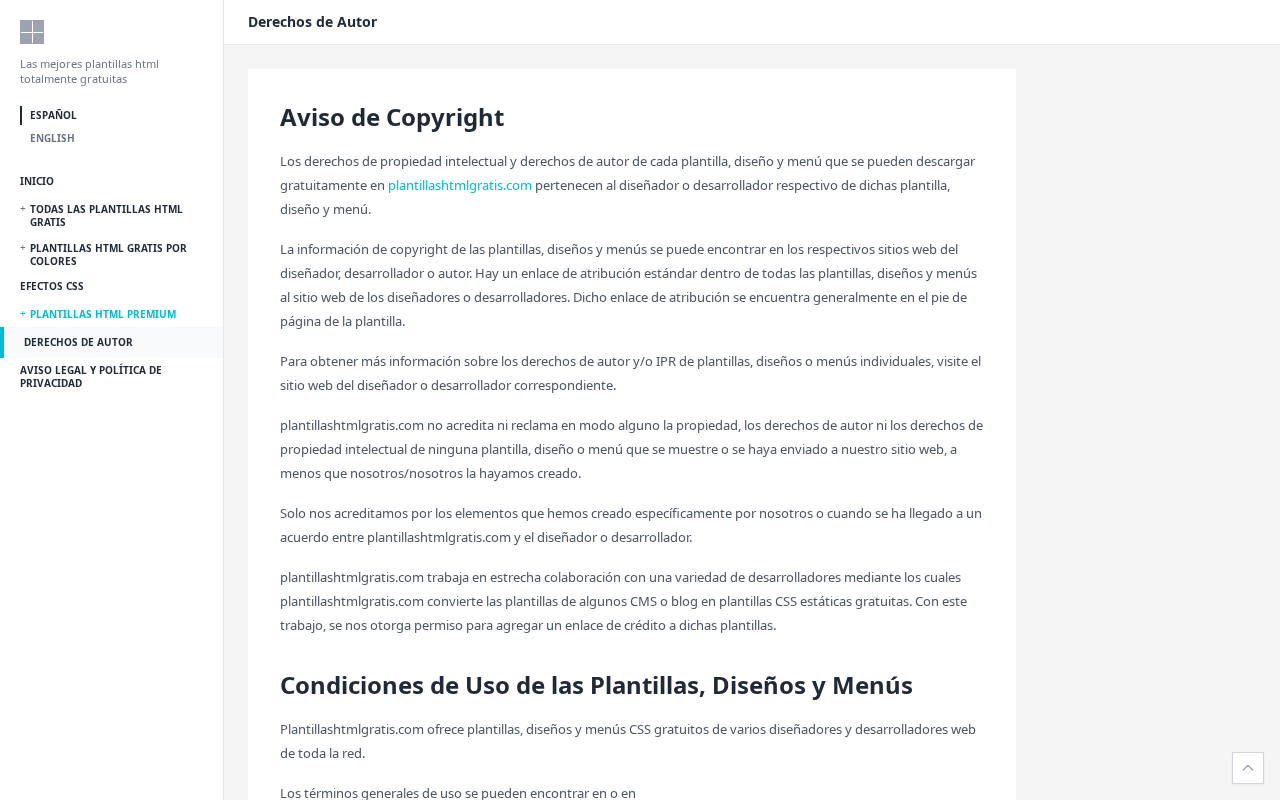 Las mejores plantillas html
totalmente gratuitas
ESPAÑOL
ENGLISH
INICIO
+ TODAS LAS PLANTILLAS HTML
GRATIS
+ PLANTILLAS HTML GRATIS POR
COLORES
EFECTOS CSS
+ PLANTILLAS HTML PREMIUM
DERECHOS DE AUTOR
AVISO LEGAL Y POLÍTICA DE
PRIVACIDAD
Derechos de Autor
Aviso de Copyright
Los derechos de propiedad intelectual y derechos de autor de cada plantilla, diseño y menú que se pueden descargar
gratuitamente en plantillashtmlgratis.com pertenecen al diseñador o desarrollador respectivo de dichas plantilla,
diseño y menú.
La información de copyright de las plantillas, diseños y menús se puede encontrar en los respectivos sitios web del
diseñador, desarrollador o autor. Hay un enlace de atribución estándar dentro de todas las plantillas, diseños y menús
al sitio web de los diseñadores o desarrolladores. Dicho enlace de atribución se encuentra generalmente en el pie de
página de la plantilla.
Para obtener más información sobre los derechos de autor y/o IPR de plantillas, diseños o menús individuales, visite el
sitio web del diseñador o desarrollador correspondiente.
plantillashtmlgratis.com no acredita ni reclama en modo alguno la propiedad, los derechos de autor ni los derechos de
propiedad intelectual de ninguna plantilla, diseño o menú que se muestre o se haya enviado a nuestro sitio web, a
menos que nosotros/nosotros la hayamos creado.
Solo nos acreditamos por los elementos que hemos creado específicamente por nosotros o cuando se ha llegado a un
acuerdo entre plantillashtmlgratis.com y el diseñador o desarrollador.
plantillashtmlgratis.com trabaja en estrecha colaboración con una variedad de desarrolladores mediante los cuales
plantillashtmlgratis.com convierte las plantillas de algunos CMS o blog en plantillas CSS estáticas gratuitas. Con este
trabajo, se nos otorga permiso para agregar un enlace de crédito a dichas plantillas.
Condiciones de Uso de las Plantillas, Diseños y Menús
Plantillashtmlgratis.com ofrece plantillas, diseños y menús CSS gratuitos de varios diseñadores y desarrolladores web
de toda la red.
Los términos generales de uso se pueden encontrar en o en